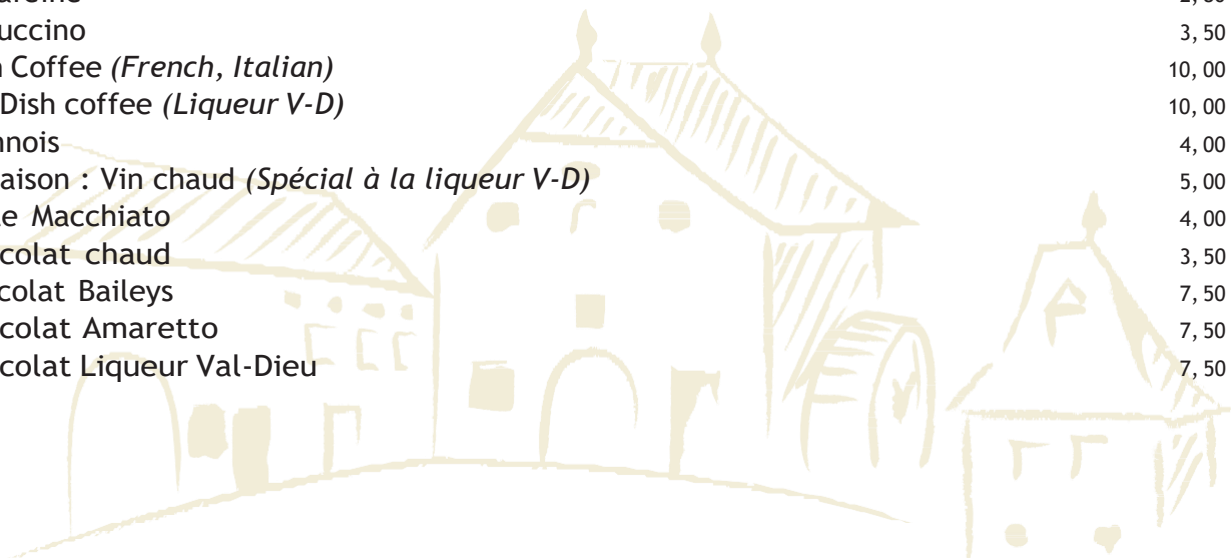 uccino 3, 50
n Coffee (French, Italian) 10, 00
Dish coffee (Liqueur V-D) 10, 00
nnois 4, 00
aison : Vin chaud (Spécial à la liqueur V-D) 5, 00
e Macchiato 4, 00
colat chaud 3, 50
colat Baileys 7, 50
colat Amaretto 7, 50
colat Liqueur Val-Dieu 7, 50